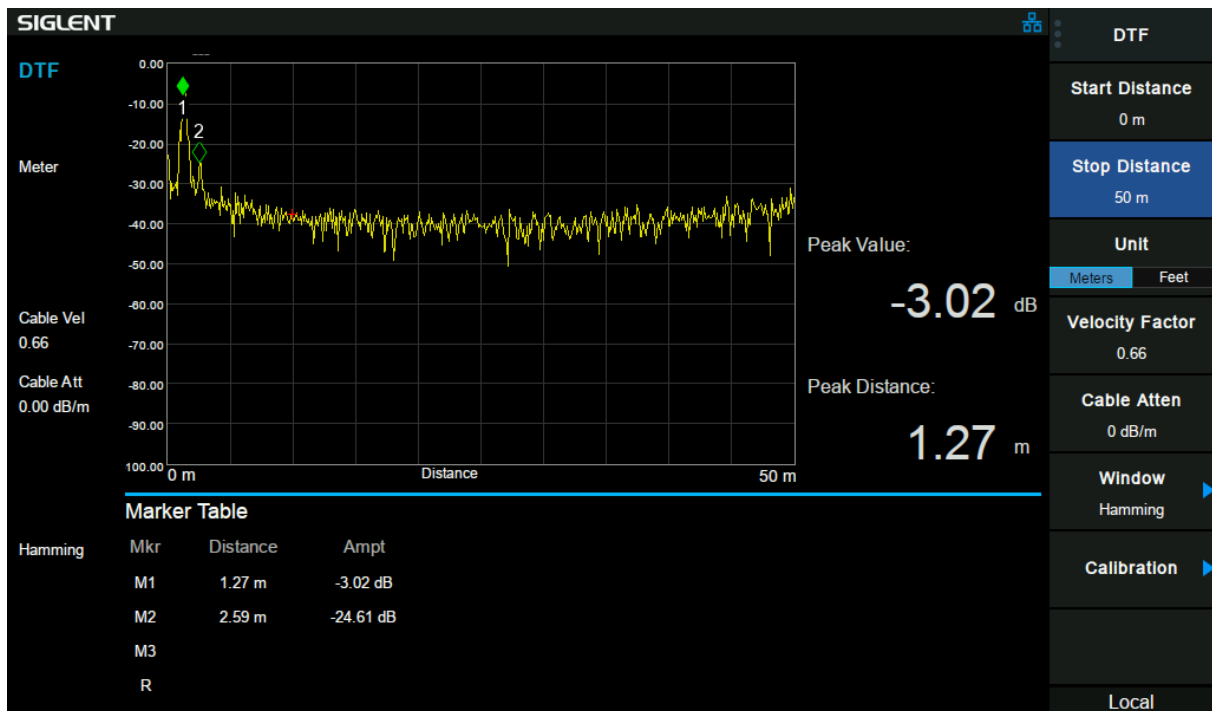 SIGLENT
DTF
Meter
Cable Vel
0.66
Cable Att
0.00 dB/m
Hamming
---
0.00
-10.00
-20.00
-30.00
-40.00
-50.00
-60.00
-70.00
-80.00
-90.00
100.00
1
2
0 m
Distance
50 m
Peak Value:
-3.02 dB
Peak Distance:
1.27 m
Marker Table
Mkr Distance Ampt
M1 1.27 m -3.02 dB
M2 2.59 m -24.61 dB
M3
R
DTF
Start Distance
0 m
Stop Distance
50 m
Unit
Meters Feet
Velocity Factor
0.66
Cable Atten
0 dB/m
Window
Hamming
Calibration
Local